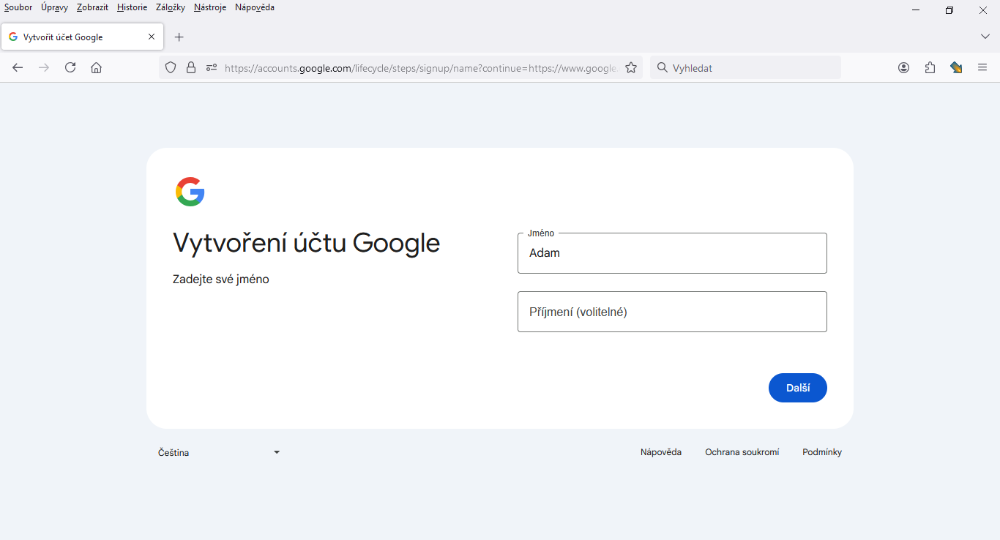 Soubor Úpravy Zobrazit Historie Záložky Nástroje Nápověda
Vytvořit účet Google
https://accounts.google.com/lifecycle/steps/signup/name?continue=https://www.google.
Vyhledat
Vytvoření účtu Google
Zadejte své jméno
Jméno
Adam
Příjmení (volitelné)
Další
Čeština
Nápověda Ochrana soukromí Podmínky